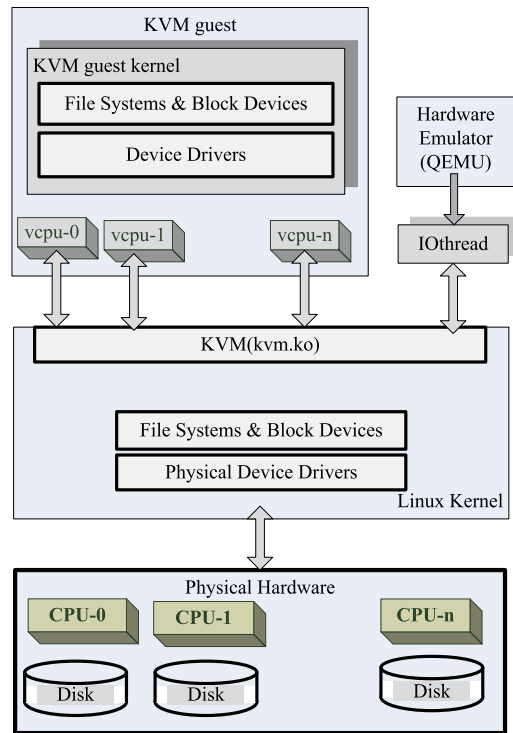 KVM guest
KVM guest kernel
File Systems & Block Devices
Device Drivers
Hardware
Emulator
(QEMU)
vcpu-0
vcpu-1
vcpu-n
IOthread
KVM(kvm.ko)
File Systems & Block Devices
Physical Device Drivers
Linux Kernel
Physical Hardware
CPU-0
CPU-1
CPU-n
Disk
Disk
Disk